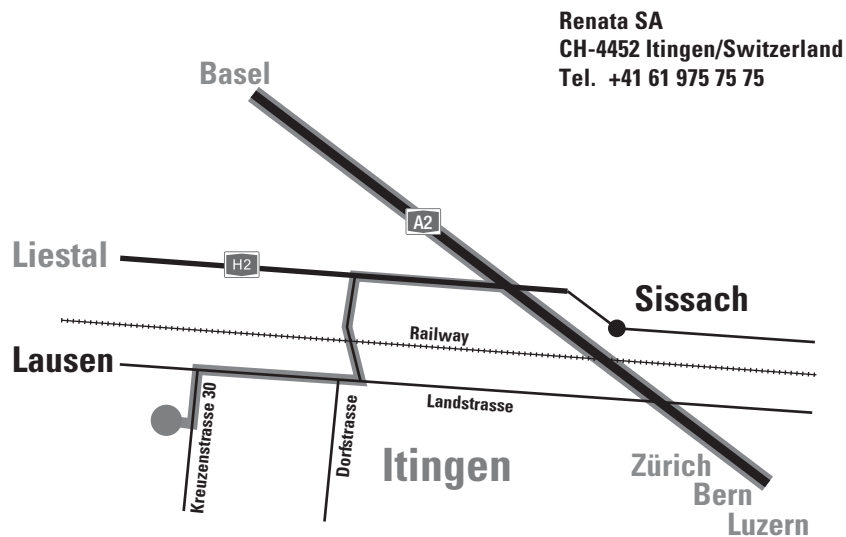 Renata SA
CH-4452 Itingen/Switzerland
Tel. +41 61 975 75 75
Basel
A2
Liestal
H2
Sissach
Railway
Lausen
Landstrasse
Kreuzenstrasse 30
Dorfstrasse
Itingen
Zürich
Bern
Luzern